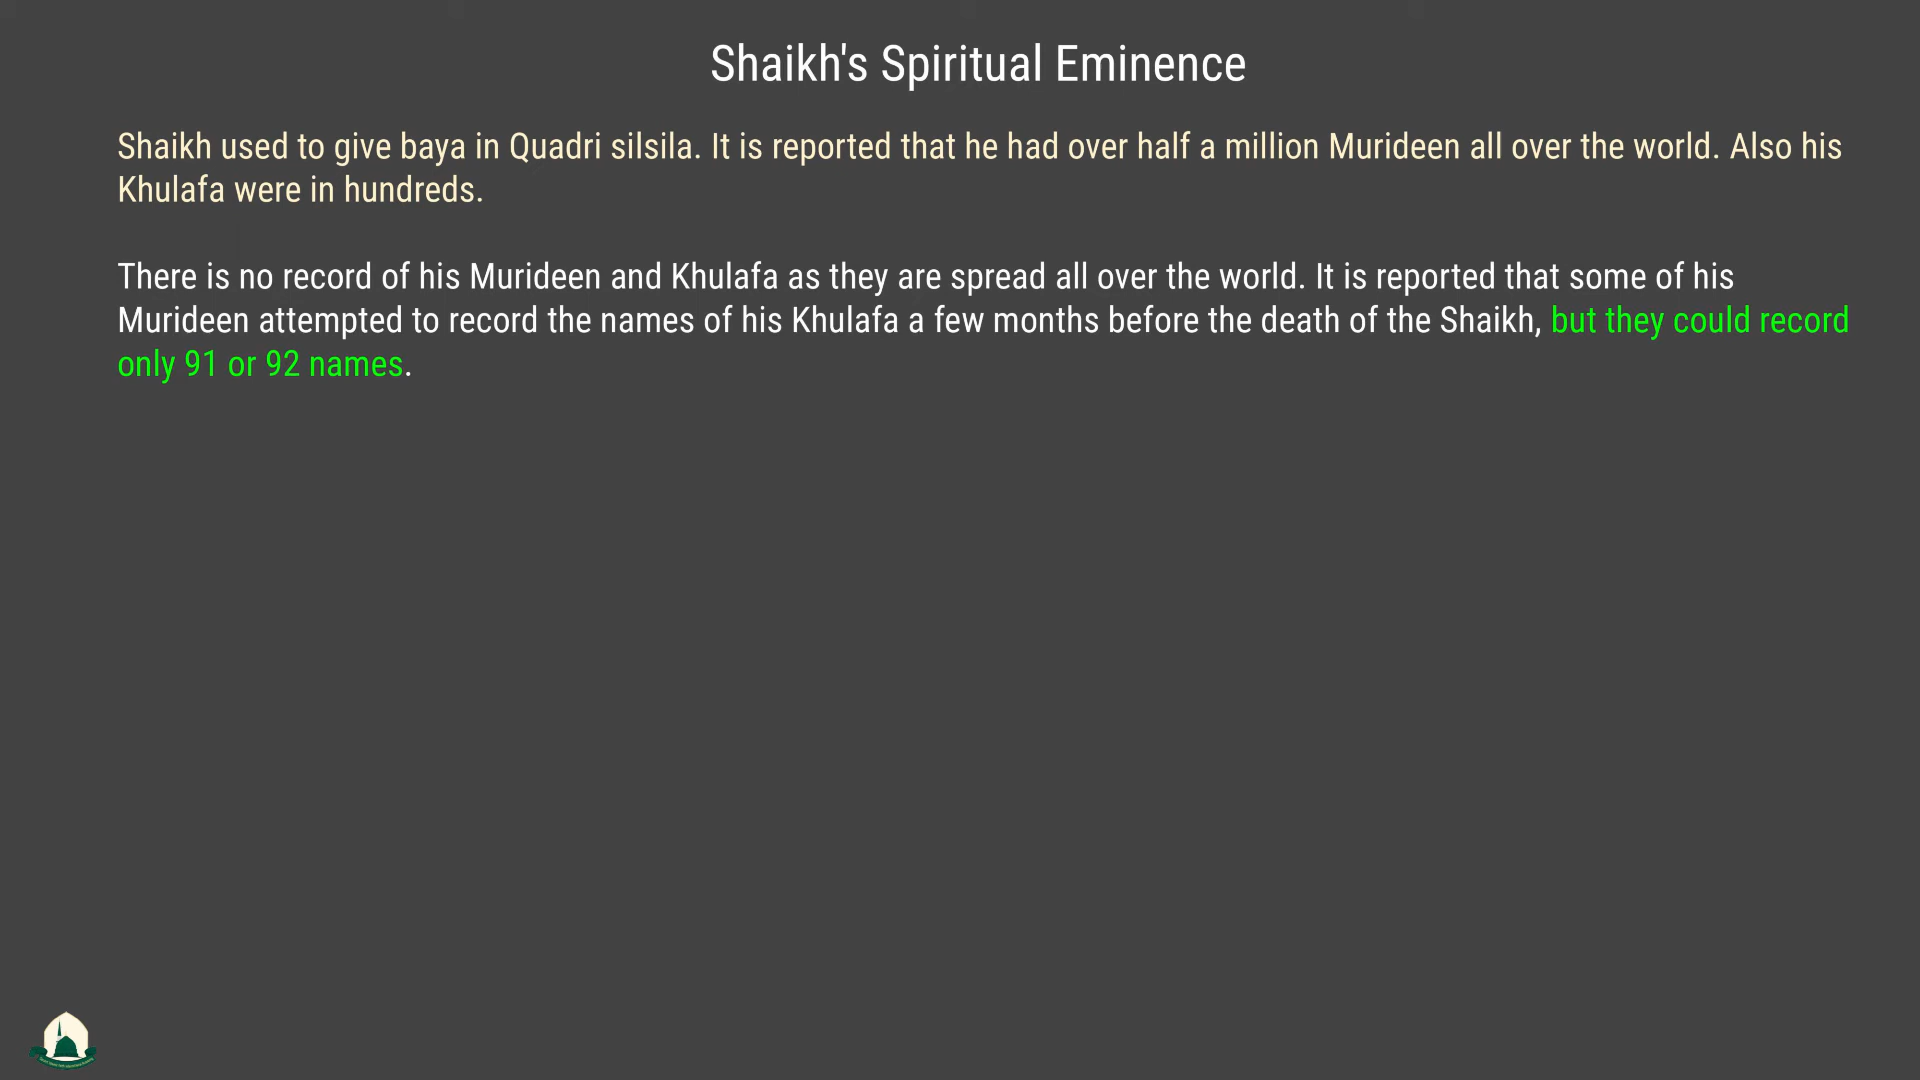 Shaikh's Spiritual Eminence
Shaikh used to give baya in Quadri silsila. It is reported that he had over half a million Murideen all over the world. Also his
Khulafa were in hundreds.
There is no record of his Murideen and Khulafa as they are spread all over the world. It is reported that some of his
Murideen attempted to record the names of his Khulafa a few months before the death of the Shaikh, but they could record
only 91 or 92 names.